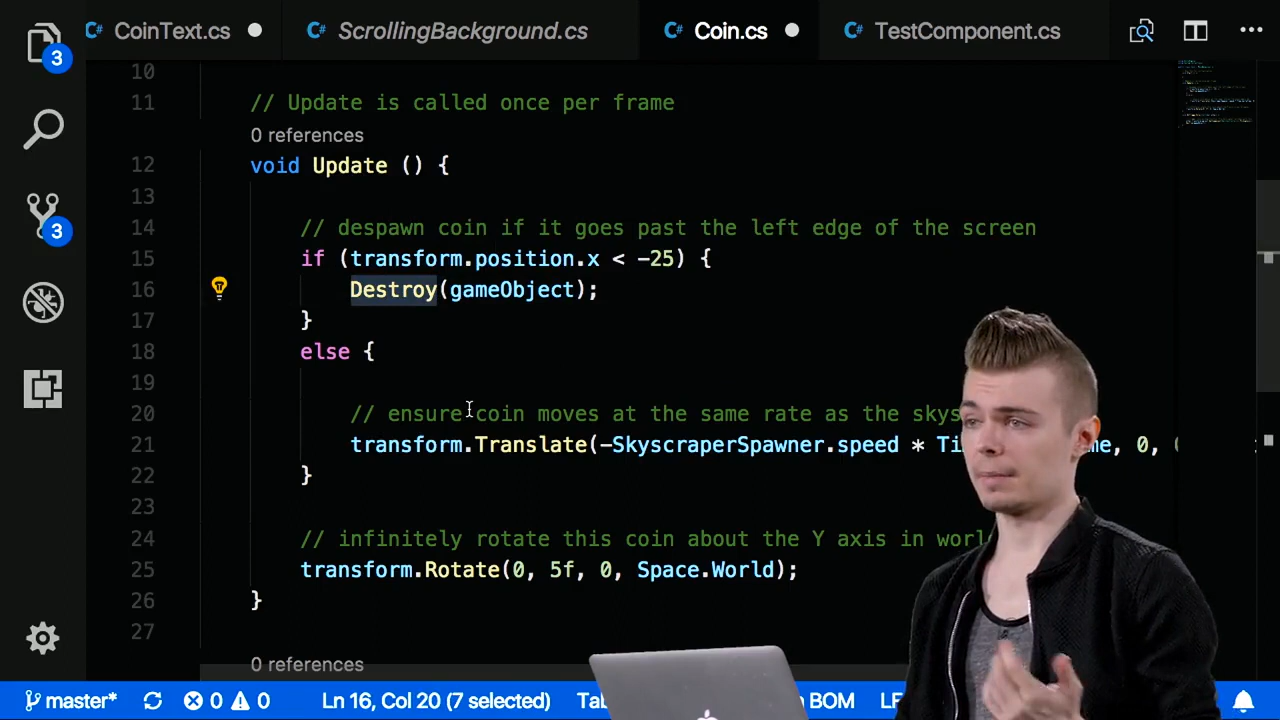 CoinText.cs
ScrollingBackground.cs
Coin.cs
TestComponent.cs
3
3
10
11 // Update is called once per frame
0 references
12 void Update () {
13
14 // despawn coin if it goes past the left edge of the screen
15 if (transform.position.x < -25) {
16 Destroy(gameObject);
17 }
18 else {
19
20 // ensure coin moves at the same rate as the
21 transform.Translate(-SkyscraperSpawner.speed * , 0,
22 }
23
24 // infinitely rotate this coin about the Y axis in
25 transform.Rotate(0, 5f, 0, Space.World);
26 }
27
0 references
master* 0 0 Ln 16, Col 20 (7 selected) BOM